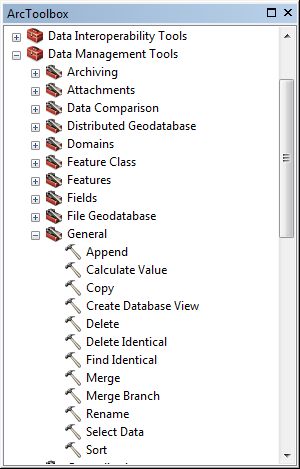 ArcToolbox
Data Interoperability Tools
Data Management Tools
Archiving
Attachments
Data Comparison
Distributed Geodatabase
Domains
Feature Class
Features
Fields
File Geodatabase
General
Append
Calculate Value
Copy
Create Database View
Delete
Delete Identical
Find Identical
Merge
Merge Branch
Rename
Select Data
Sort